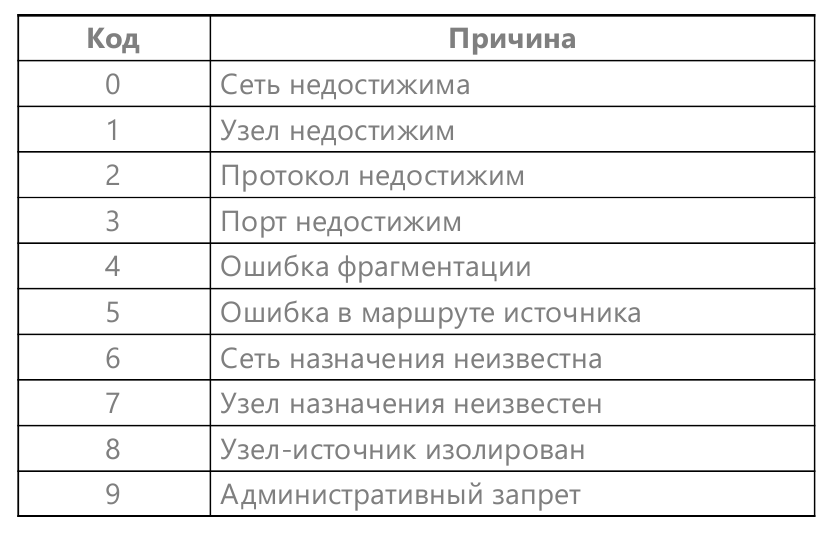 Код Причина
0 Сеть недостижима
1 Узел недостижим
2 Протокол недостижим
3 Порт недостижим
4 Ошибка фрагментации
5 Ошибка в маршруте источника
6 Сеть назначения неизвестна
7 Узел назначения неизвестен
8 Узел-источник изолирован
9 Административный запрет